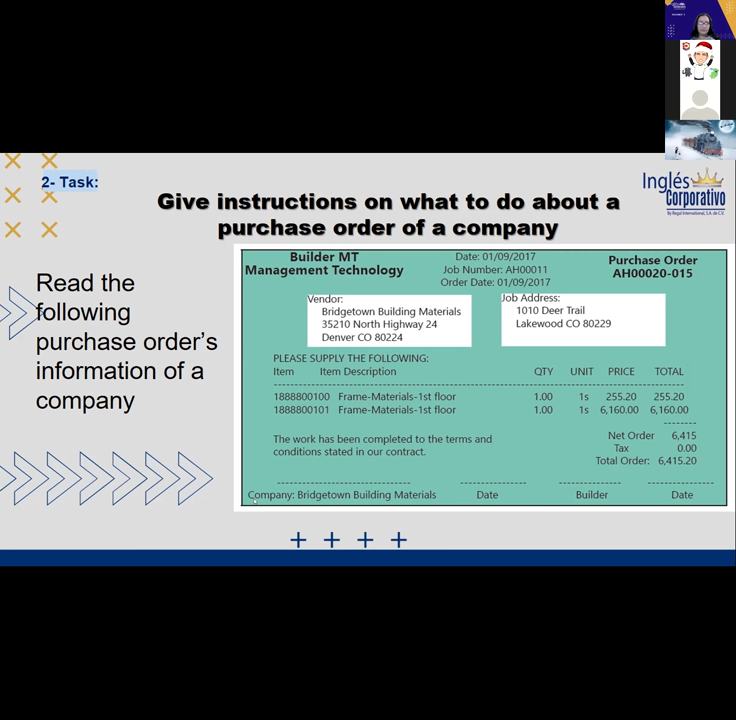 2- Task:
Give instructions on what to do about a
purchase order of a company
Inglés
Corporativo
By Regal International, S.A. de C.V.
Read the
following
purchase order's
information of a
company
Builder MT
Management Technology
Date: 01/09/2017
Job Number: AH00011
Order Date: 01/09/2017
Purchase Order
AH00020-015
Vendor:
Bridgetown Building Materials
35210 North Highway 24
Denver CO 80224
Job Address:
1010 Deer Trail
Lakewood CO 80229
PLEASE SUPPLY THE FOLLOWING:
Item Item Description QTY UNIT PRICE TOTAL
1888800100 Frame-Materials-1st floor 1.00 1s 255.20 255.20
1888800101 Frame-Materials-1st floor 1.00 1s 6,160.00 6,160.00
The work has been completed to the terms and
conditions stated in our contract.
Net Order 6,415
Tax 0.00
Total Order: 6,415.20
Company: Bridgetown Building Materials Date Builder Date